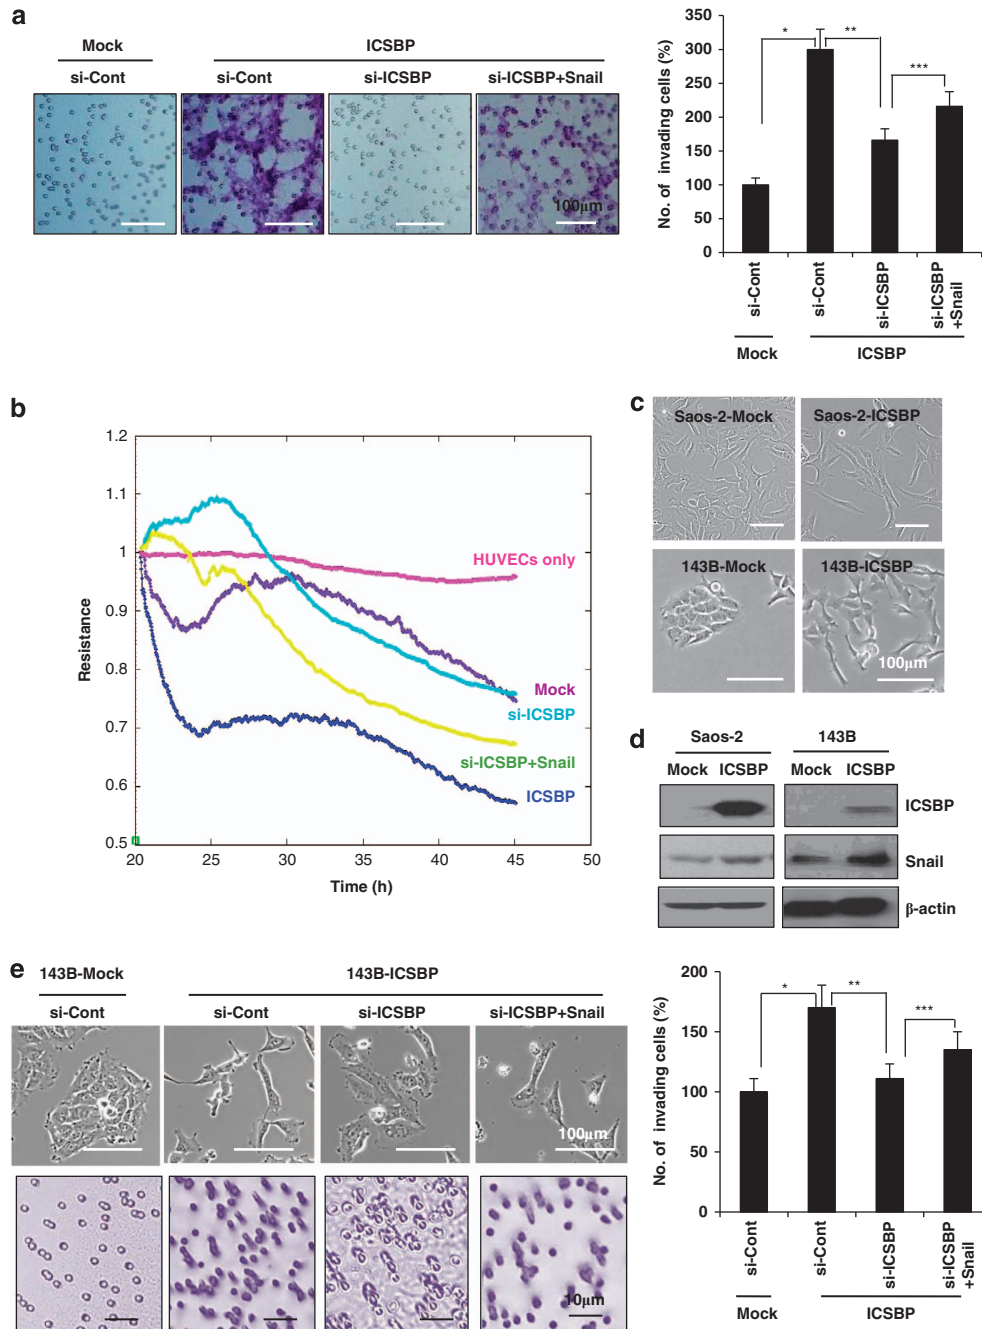 a
Mock
ICSBP
si-Cont
si-Cont
si-ICSBP
si-ICSBP+Snail
100μm
No. of invading cells (%)
350
300
250
200
150
100
50
0
*
**
***
si-Cont
si-Cont
si-ICSBP
si-ICSBP
+Snail
Mock
ICSBP
b
Resistance
1.2
1.1
1
0.9
0.8
0.7
0.6
0.5
20
25
30
35
40
45
50
Time (h)
HUVECs only
Mock
si-ICSBP
si-ICSBP+Snail
ICSBP
c
Saos-2-Mock
Saos-2-ICSBP
143B-Mock
143B-ICSBP
100μm
d
Saos-2
143B
Mock
ICSBP
Mock
ICSBP
ICSBP
Snail
β-actin
e
143B-Mock
143B-ICSBP
si-Cont
si-Cont
si-ICSBP
si-ICSBP+Snail
100μm
10μm
No. of invading cells (%)
200
150
100
50
0
*
**
***
si-Cont
si-Cont
si-ICSBP
si-ICSBP
+Snail
Mock
ICSBP